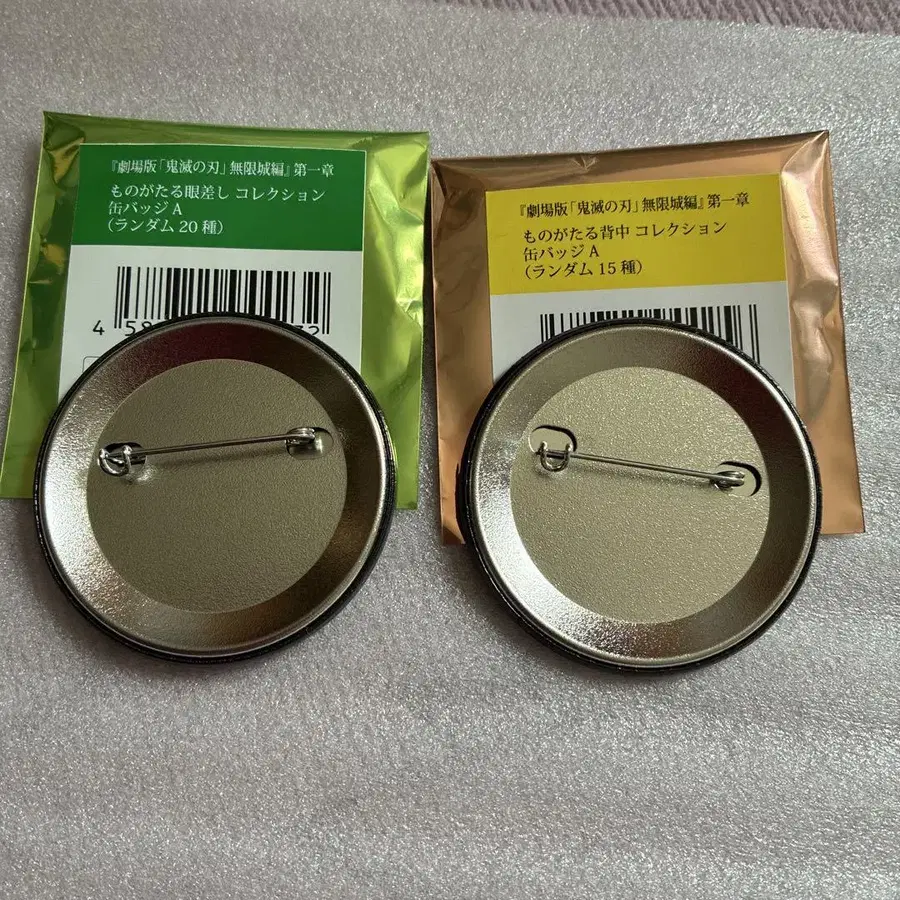 『劇場版「鬼滅の刃」無限城編』第一章
ものがたる眼差し コレクション
缶バッジ A
（ランダム 20 種）
4 58
32
『劇場版「鬼滅の刃」無限城編』第一章
ものがたる背中 コレクション
缶バッジ A
（ランダム 15 種）